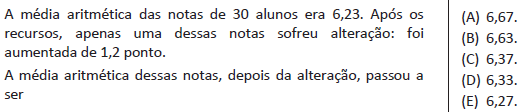 A média aritmética das notas de 30 alunos era 6,23. Após os
recursos, apenas uma dessas notas sofreu alteração: foi
aumentada de 1,2 ponto.
A média aritmética dessas notas, depois da alteração, passou a
ser
(A) 6,67.
(B) 6,63.
(C) 6,37.
(D) 6,33.
(E) 6,27.